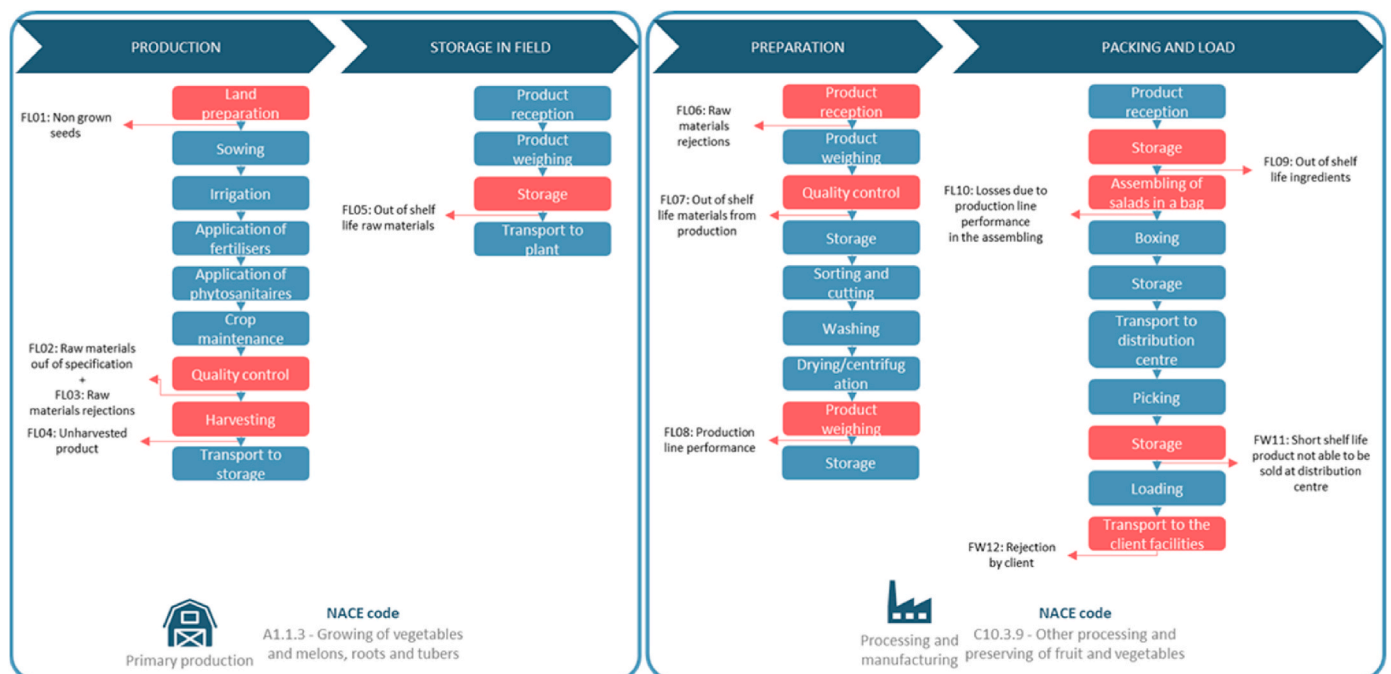 PRODUCTION
STORAGE IN FIELD
Land
preparation
FL01: Non grown
seeds
Sowing
Irrigation
Application of
fertilisers
Application of
phytosanitaires
Crop
maintenance
FL02: Raw materials
ouf of specification
+
FL03: Raw
materials rejections
Quality control
Harvesting
FL04: Unharvested
product
Transport to
storage
Product
reception
Product
weighing
Storage
FL05: Out of shelf
life raw materials
Transport to
plant
Primary production
NACE code
A1.1.3 - Growing of vegetables
and melons, roots and tubers
PREPARATION
PACKING AND LOAD
Product
reception
FL06: Raw
materials
rejections
Product
weighing
Quality control
FL07: Out of shelf
life materials from
production
Storage
Sorting and
cutting
Washing
Drying/centrifug
ation
Product
weighing
FL08: Production
line performance
Storage
Product
reception
Storage
FL09: Out of shelf
life ingredients
Assembling of
salads in a bag
FL10: Losses due to
production line
performance
in the assembling
Boxing
Storage
Transport to
distribution
centre
Picking
Storage
FW11: Short shelf life
product not able to be
sold at distribution
centre
Loading
Transport to the
client facilities
FW12: Rejection
by client
Processing and
manufacturing
NACE code
C10.3.9 - Other processing and
preserving of fruit and vegetables